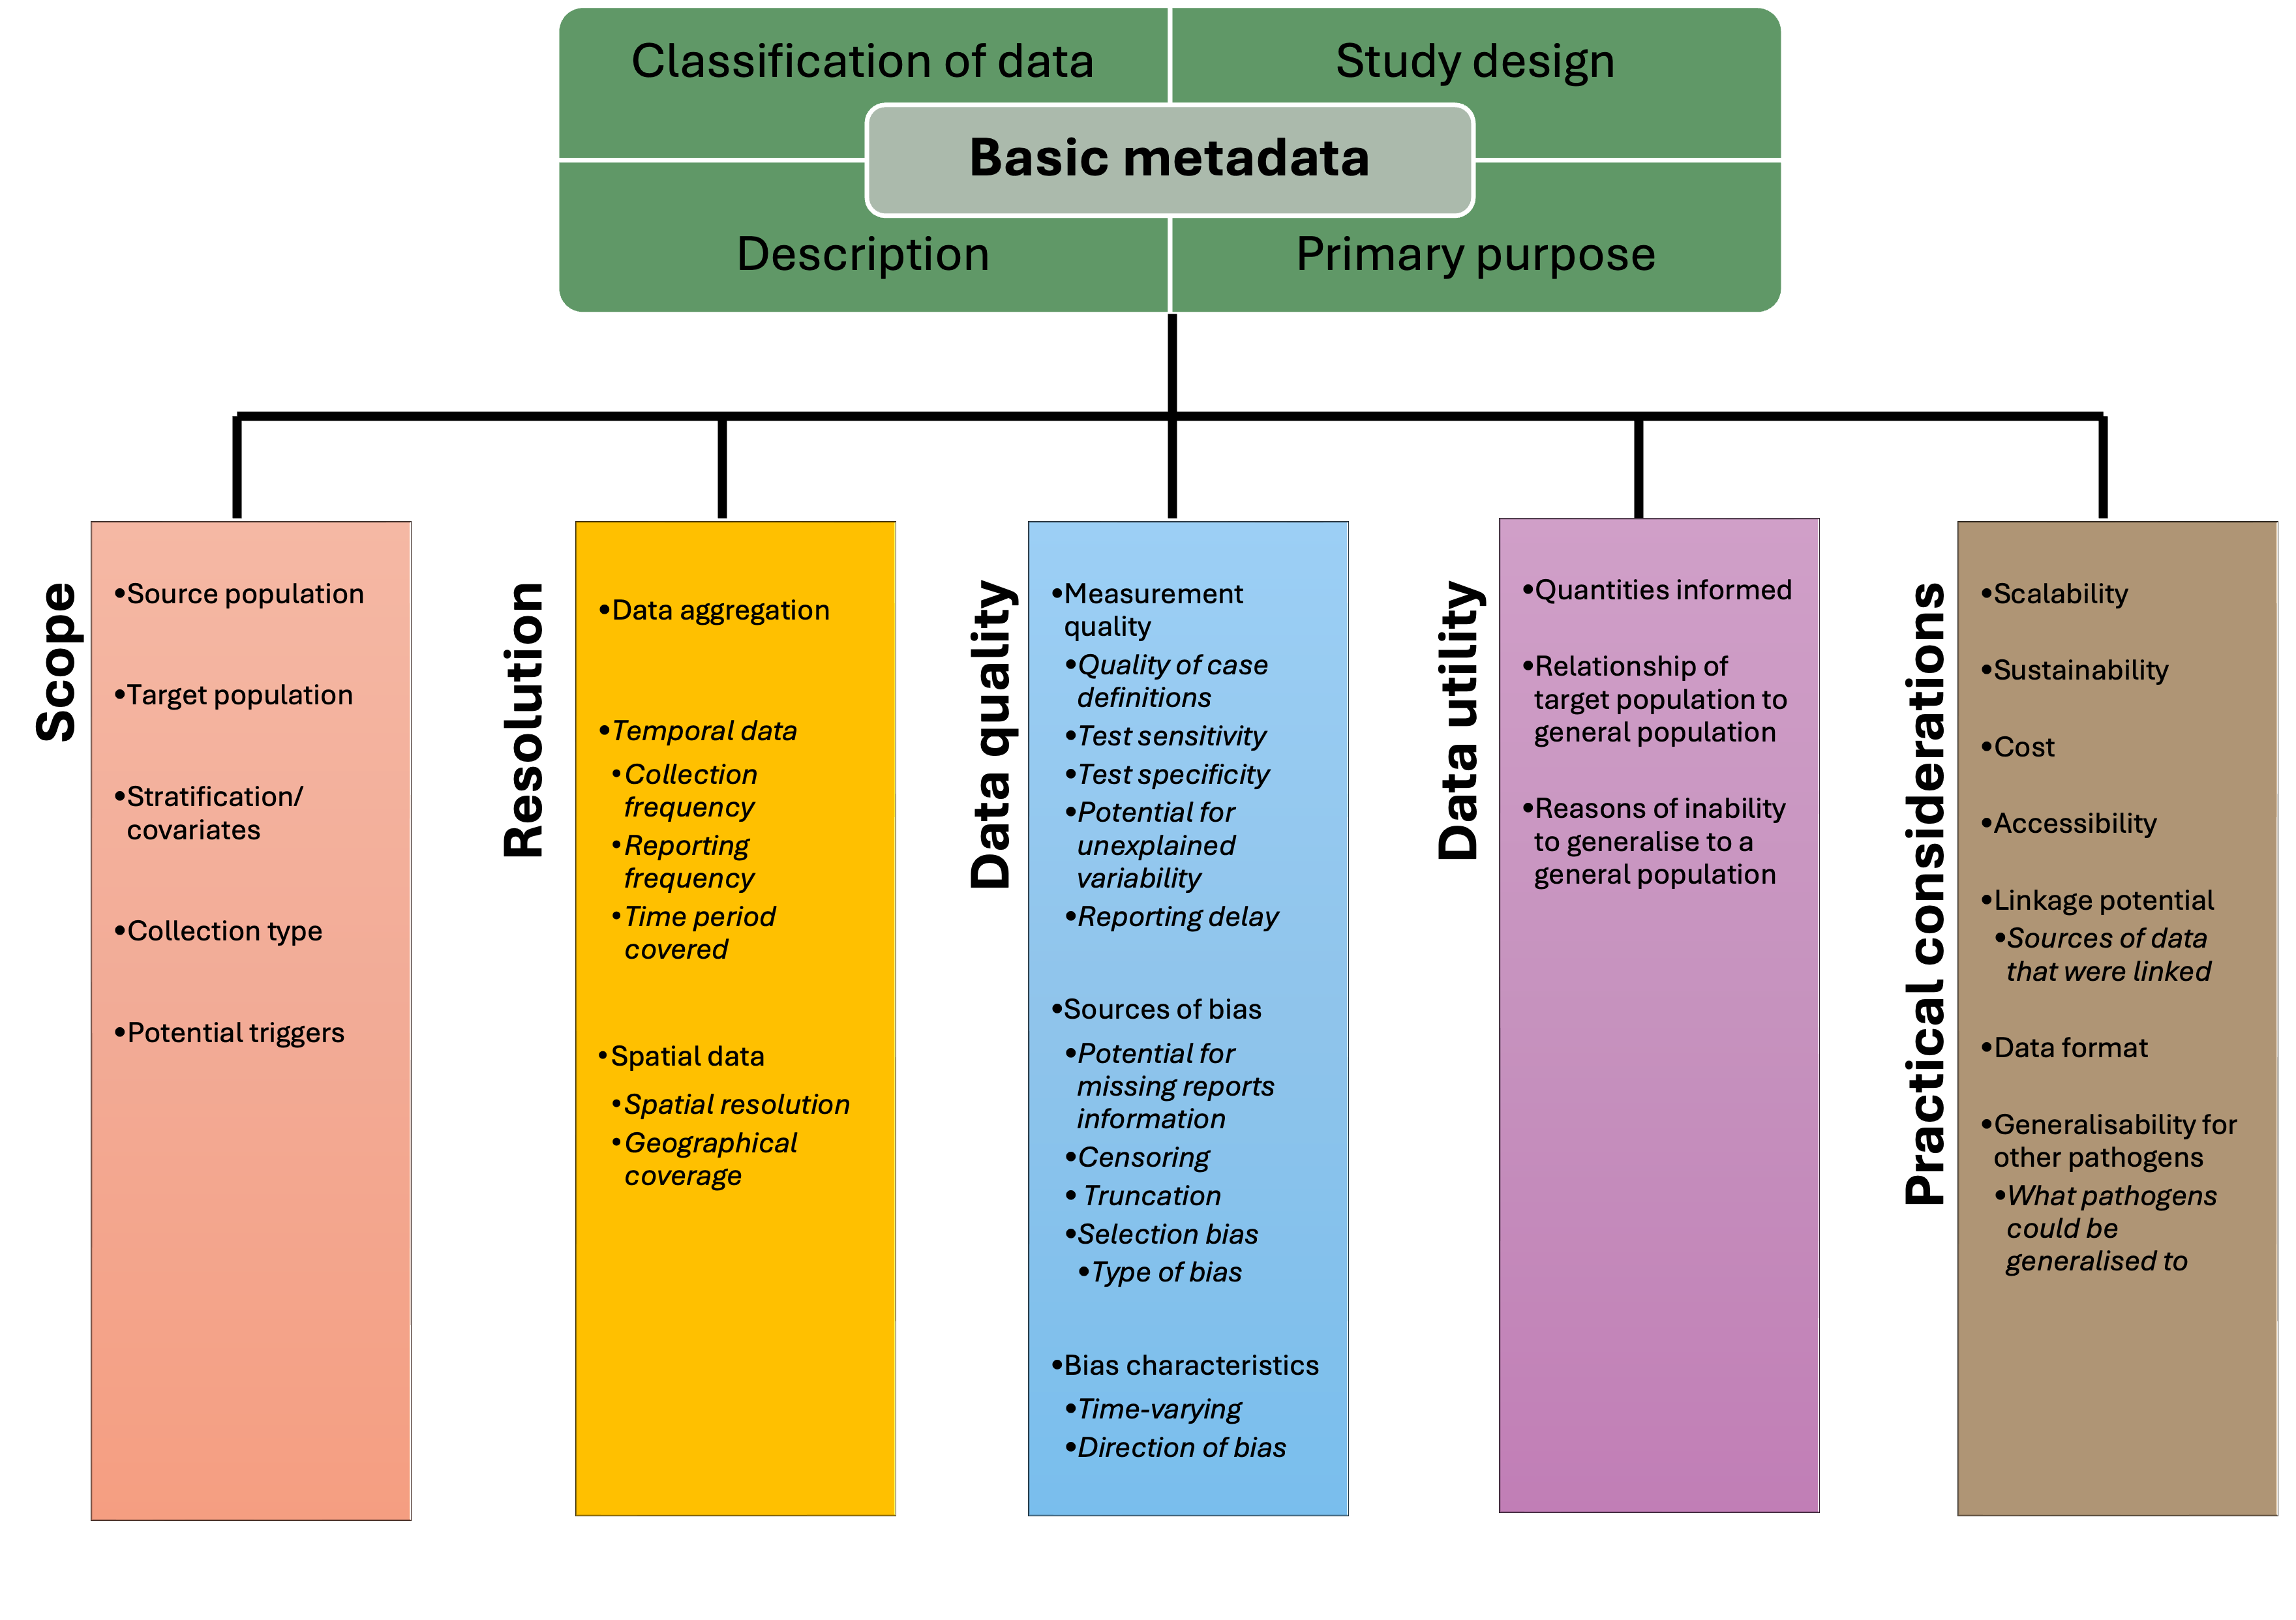 Classification of data
Study design
Basic metadata
Description
Primary purpose
Scope
•Source population
•Target population
•Stratification/
covariates
•Collection type
•Potential triggers
Resolution
•Data aggregation
•Temporal data
•Collection
frequency
•Reporting
frequency
•Time period
covered
•Spatial data
•Spatial resolution
•Geographical
coverage
Data quality
•Measurement
quality
•Quality of case
definitions
•Test sensitivity
•Test specificity
•Potential for
unexplained
variability
•Reporting delay
•Sources of bias
•Potential for
missing reports
information
•Censoring
• Truncation
•Selection bias
•Type of bias
•Bias characteristics
•Time-varying
•Direction of bias
Data utility
•Quantities informed
•Relationship of
target population to
general population
•Reasons of inability
to generalise to a
general population
Practical considerations
•Scalability
•Sustainability
•Cost
•Accessibility
•Linkage potential
•Sources of data
that were linked
•Data format
•Generalisability for
other pathogens
•What pathogens
could be
generalised to